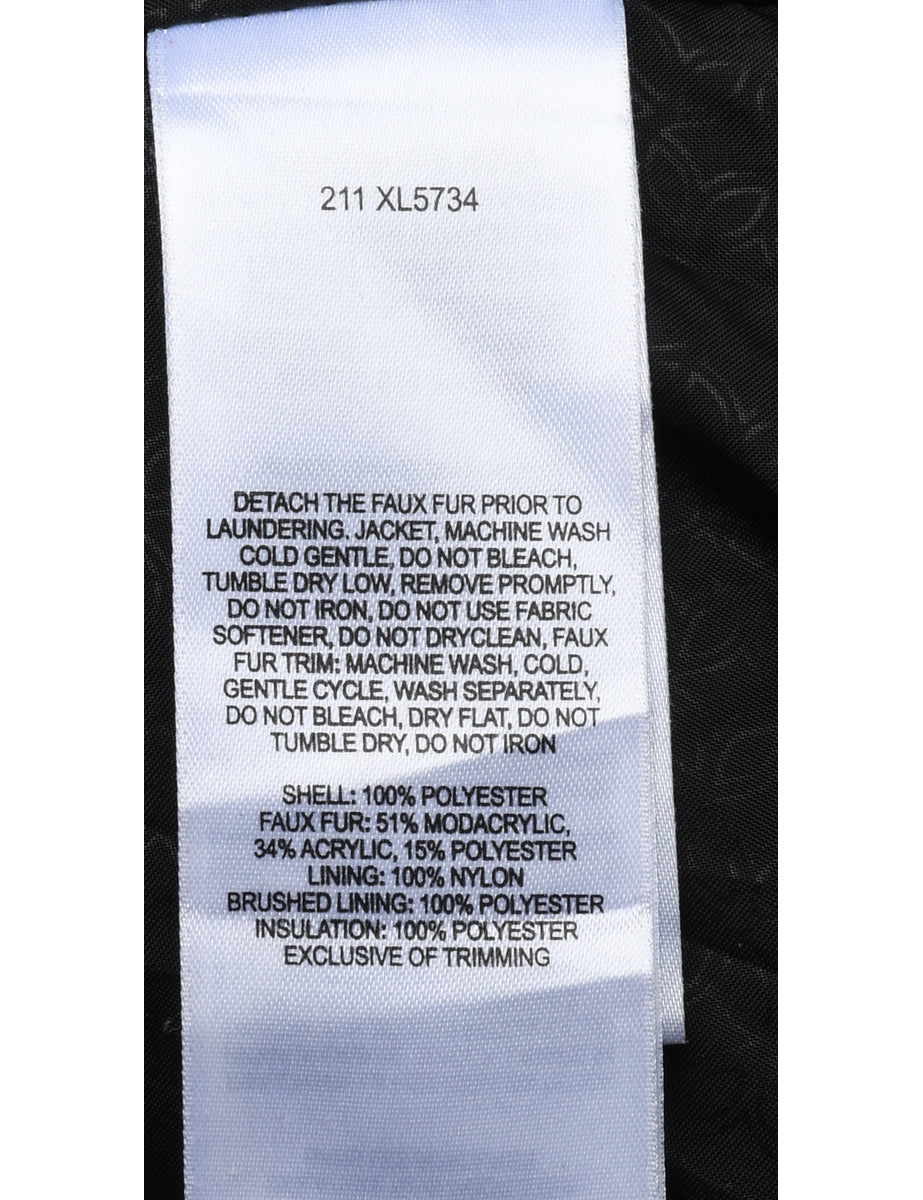 211 XL5734
DETACH THE FAUX FUR PRIOR TO
LAUNDERING. JACKET, MACHINE WASH
COLD GENTLE, DO NOT BLEACH,
TUMBLE DRY LOW, REMOVE PROMPTLY,
DO NOT IRON, DO NOT USE FABRIC
SOFTENER, DO NOT DRYCLEAN, FAUX
FUR TRIM: MACHINE WASH, COLD,
GENTLE CYCLE, WASH SEPARATELY,
DO NOT BLEACH, DRY FLAT, DO NOT
TUMBLE DRY, DO NOT IRON
SHELL: 100% POLYESTER
FAUX FUR: 51% MODACRYLIC,
34% ACRYLIC, 15% POLYESTER
LINING: 100% NYLON
BRUSHED LINING: 100% POLYESTER
INSULATION: 100% POLYESTER
EXCLUSIVE OF TRIMMING